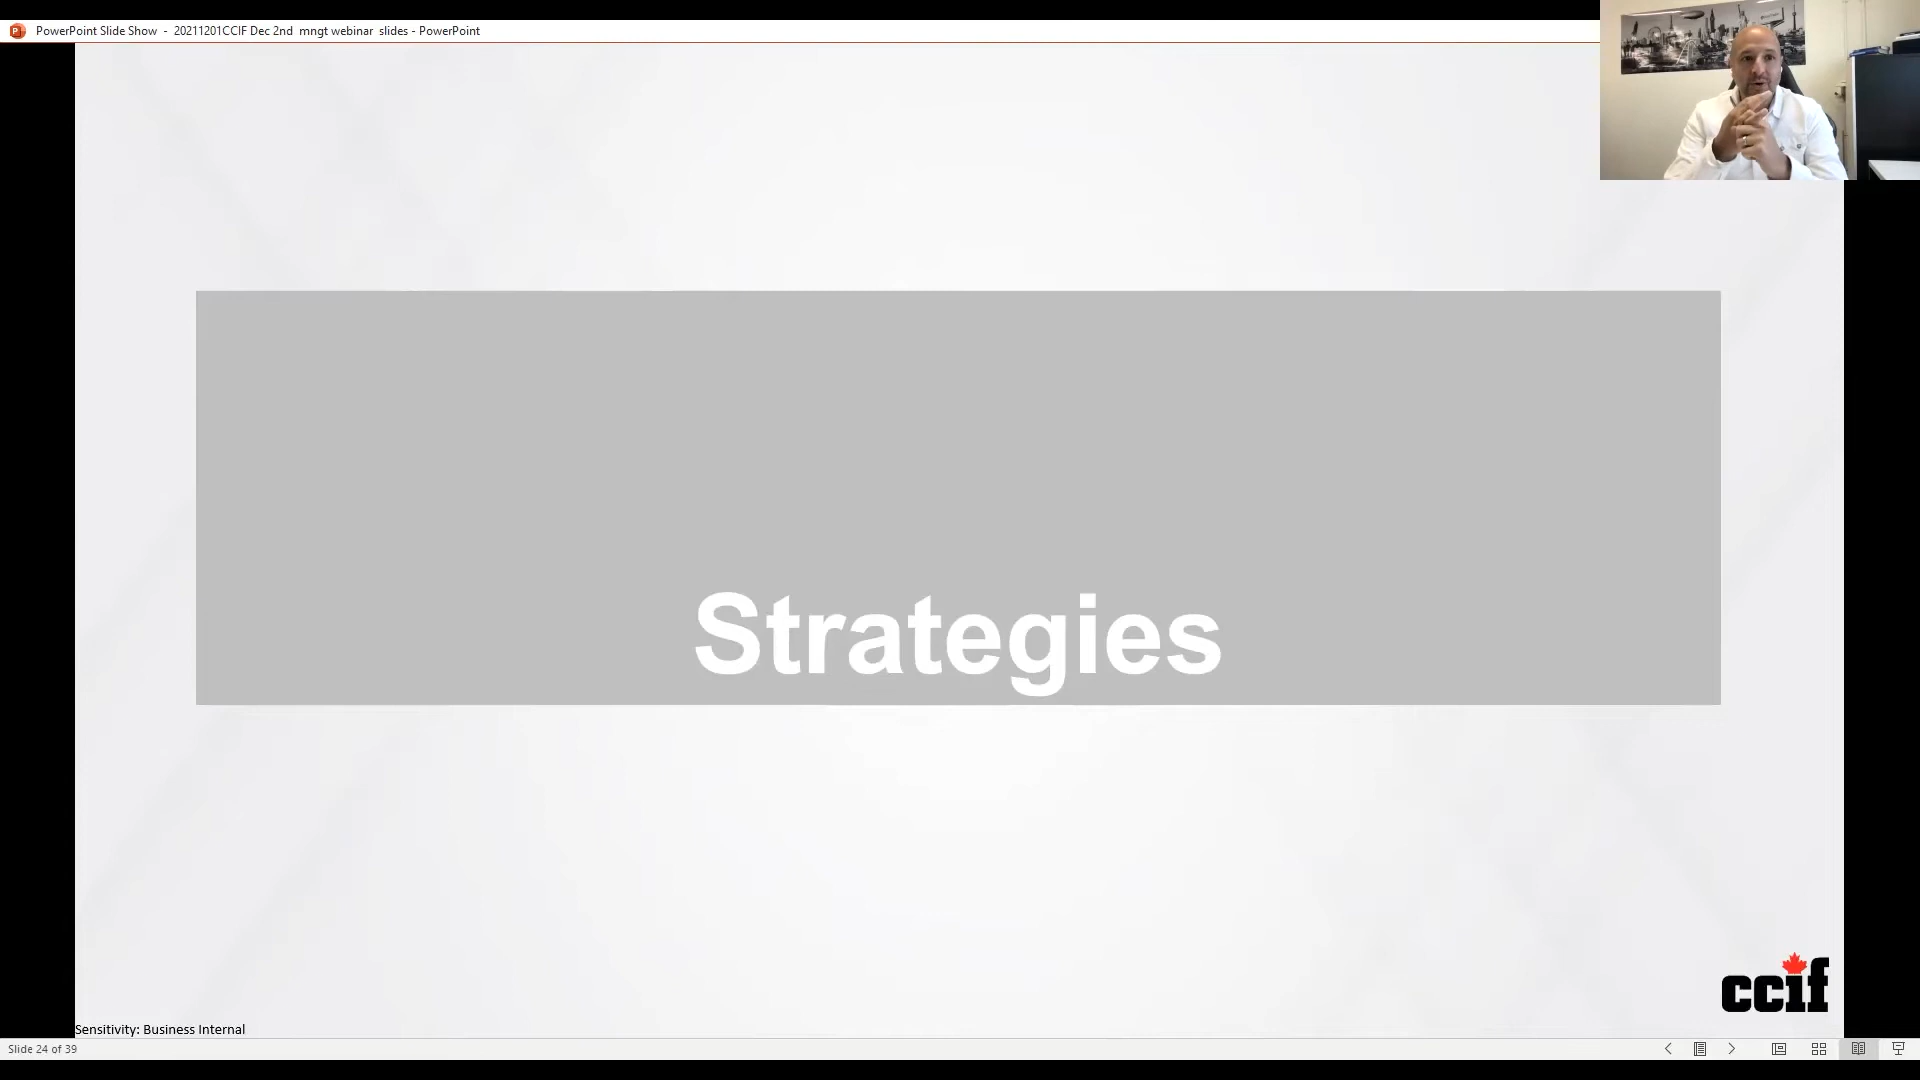 PowerPoint Slide Show - 20211201CCIF Dec 2nd mngt webinar slides - PowerPoint
Strategies
ccif
Sensitivity: Business Internal
Slide 24 of 39